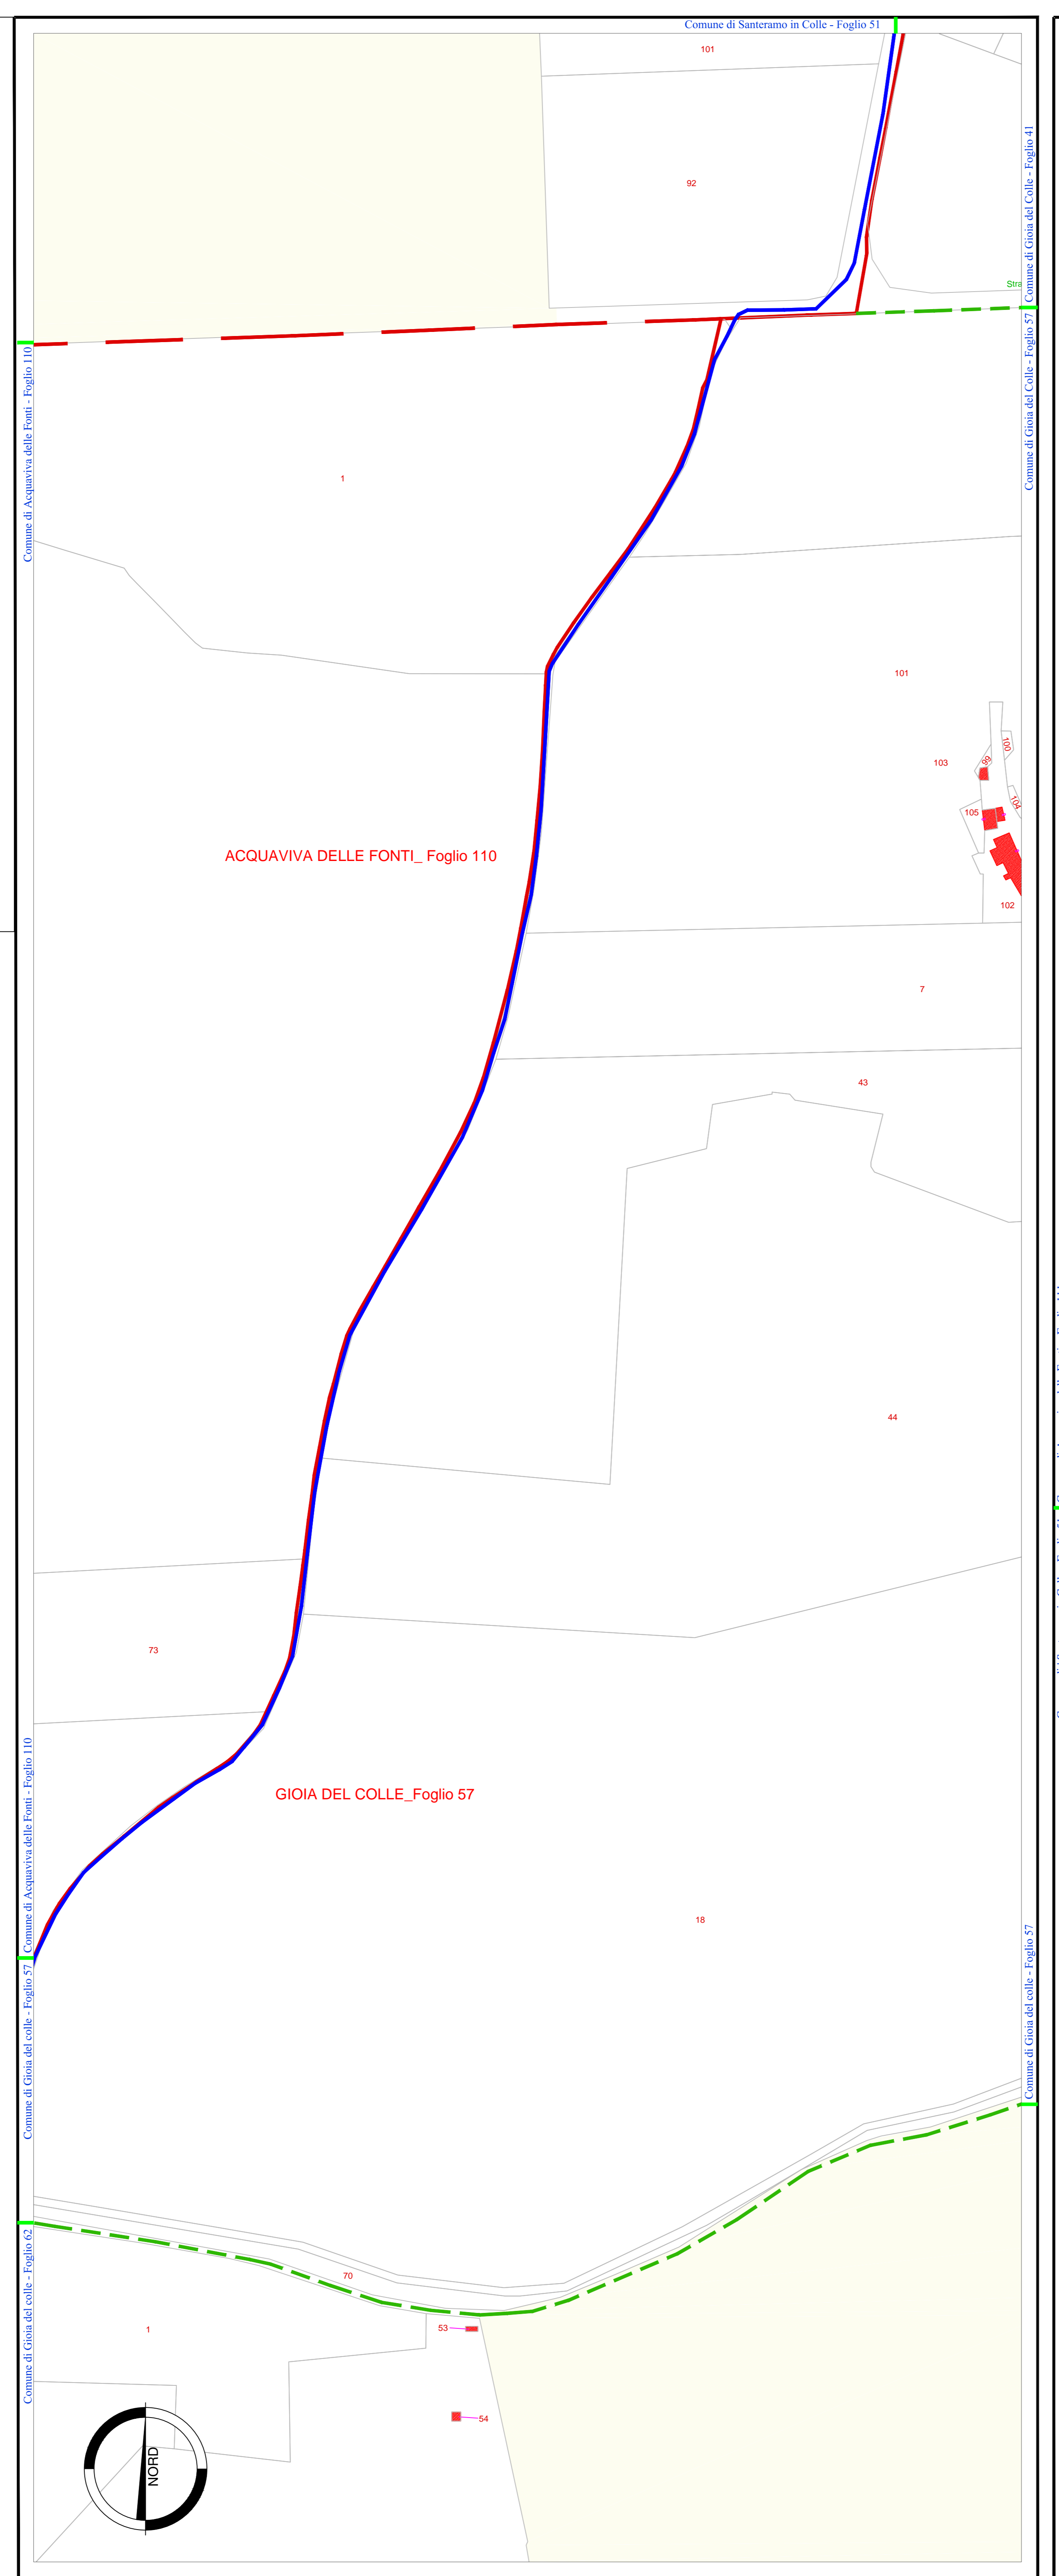 Comune di Santeramo in Colle - Foglio 51
101
92
Comune di Gioia del Colle - Foglio 41
Stra
Comune di Gioia del Colle - Foglio 57
Comune di Acquaviva delle Fonti - Foglio 110
1
101
100
103
99
104
105
ACQUAVIVA DELLE FONTI_ Foglio 110
102
7
43
44
73
Comune di Acquaviva delle Fonti - Foglio 110
GIOIA DEL COLLE_Foglio 57
18
Comune di Gioia del colle - Foglio 57
Comune di Gioia del colle - Foglio 57
Comune di Gioia del colle - Foglio 62
70
1
53
54
NORD